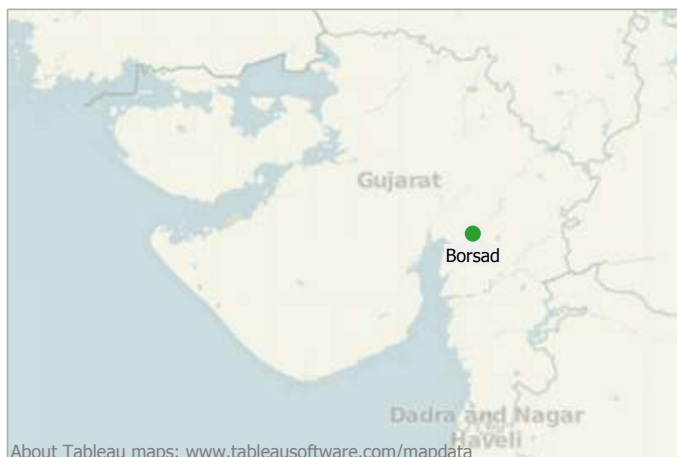 Gujarat
Borsad
Dadra and Nagar
Haveli
About Tableau maps: www.tableausoftware.com/mapdata